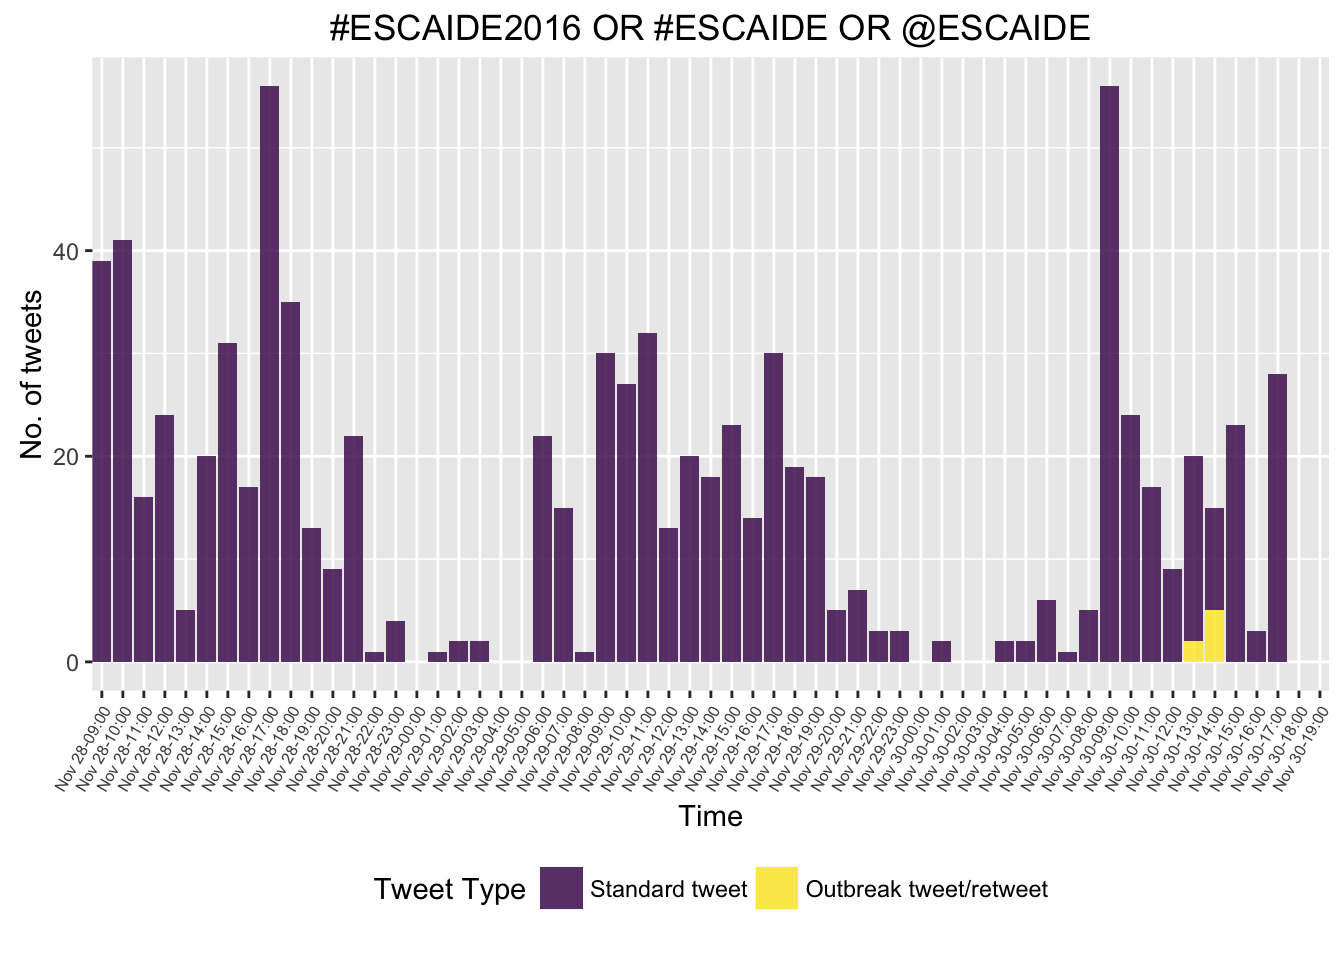 #ESCAIDE2016 OR #ESCAIDE OR @ESCAIDE
No. of tweets
40
20
0
Nov 28-09:00
Nov 28-10:00
Nov 28-11:00
Nov 28-12:00
Nov 28-13:00
Nov 28-14:00
Nov 28-15:00
Nov 28-16:00
Nov 28-17:00
Nov 28-18:00
Nov 28-19:00
Nov 28-20:00
Nov 28-21:00
Nov 28-22:00
Nov 28-23:00
Nov 29-00:00
Nov 29-01:00
Nov 29-02:00
Nov 29-03:00
Nov 29-04:00
Nov 29-05:00
Nov 29-06:00
Nov 29-07:00
Nov 29-08:00
Nov 29-09:00
Nov 29-10:00
Nov 29-11:00
Nov 29-12:00
Nov 29-13:00
Nov 29-14:00
Nov 29-15:00
Nov 29-16:00
Nov 29-17:00
Nov 29-18:00
Nov 29-19:00
Nov 29-20:00
Nov 29-21:00
Nov 29-22:00
Nov 29-23:00
Nov 30-00:00
Nov 30-01:00
Nov 30-02:00
Nov 30-03:00
Nov 30-04:00
Nov 30-05:00
Nov 30-06:00
Nov 30-07:00
Nov 30-08:00
Nov 30-09:00
Nov 30-10:00
Nov 30-11:00
Nov 30-12:00
Nov 30-13:00
Nov 30-14:00
Nov 30-15:00
Nov 30-16:00
Nov 30-17:00
Nov 30-18:00
Nov 30-19:00
Time
Tweet Type
Standard tweet
Outbreak tweet/retweet